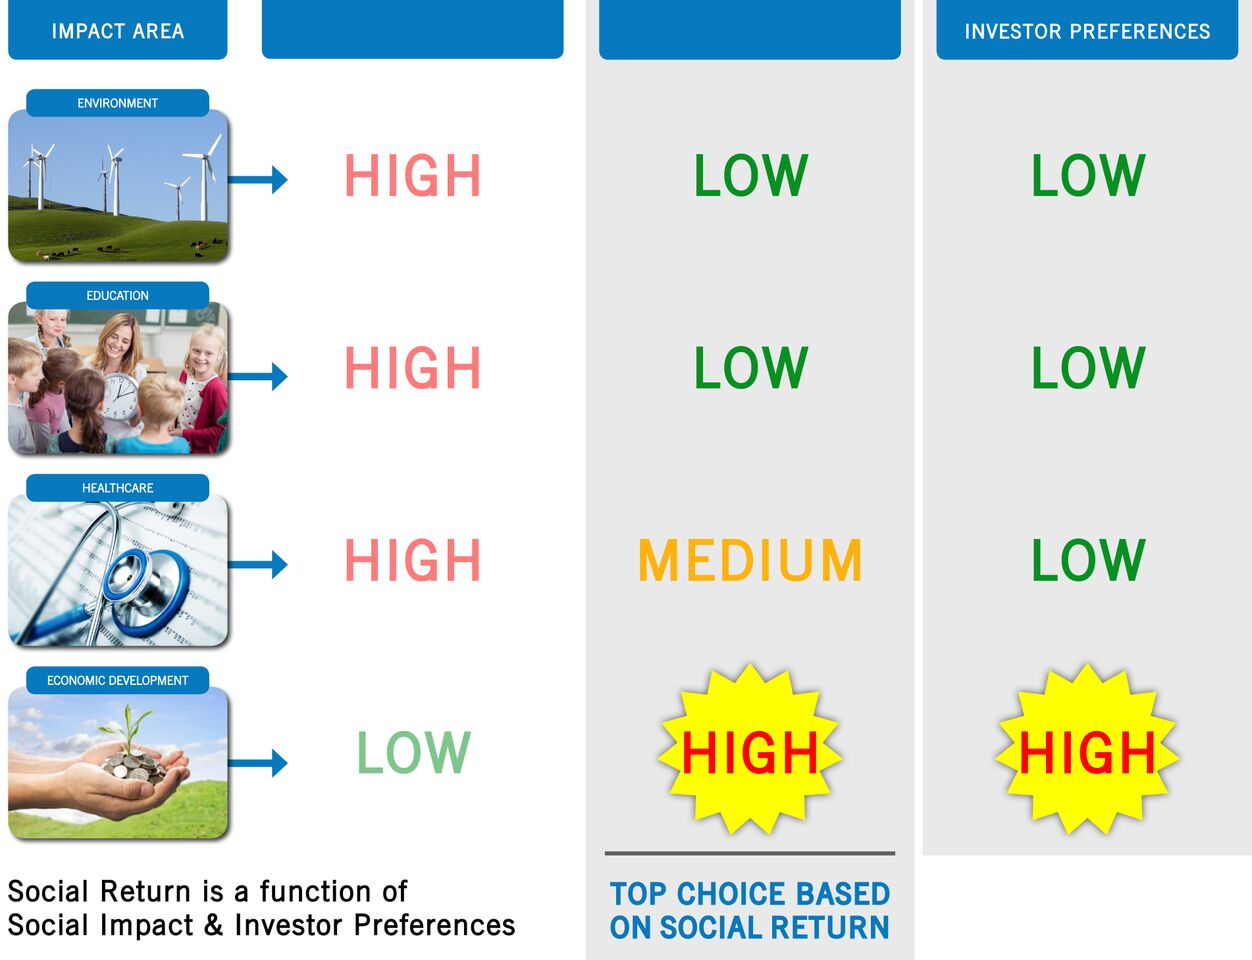 IMPACT AREA
INVESTOR PREFERENCES
ENVIRONMENT
HIGH
LOW
LOW
EDUCATION
HIGH
LOW
LOW
HEALTHCARE
HIGH
MEDIUM
LOW
ECONOMIC DEVELOPMENT
LOW
HIGH
HIGH
Social Return is a function of
Social Impact & Investor Preferences
TOP CHOICE BASED
ON SOCIAL RETURN